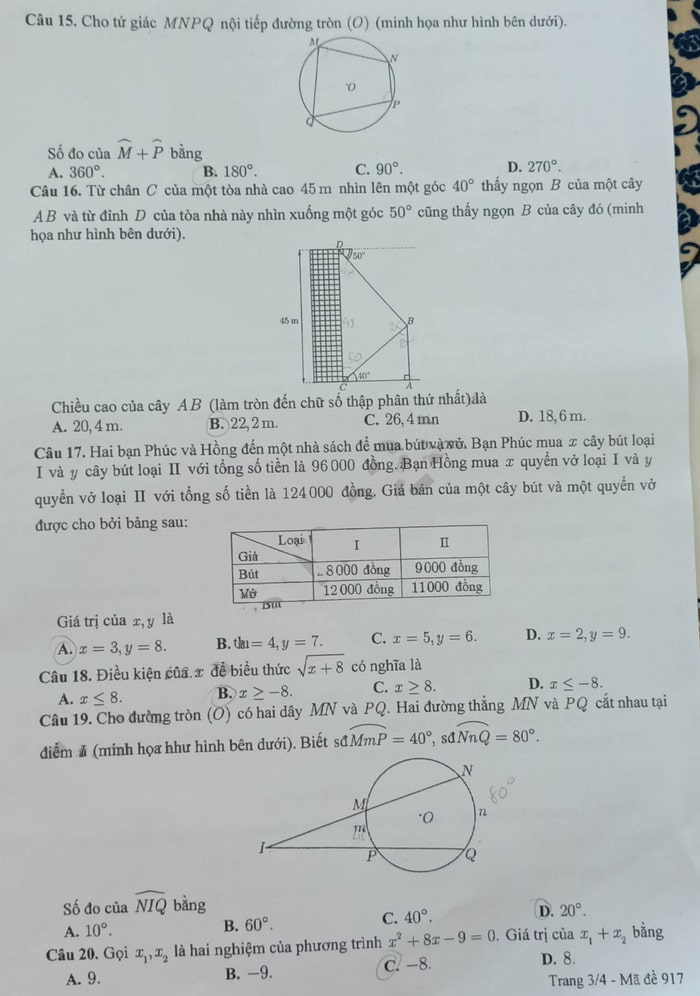 Câu 15. Cho tứ giác MNPQ nội tiếp đường tròn (O) (minh họa như hình bên dưới).
M
N
O
P
Q
Số đo của M̂ + P̂ bằng
A. 360°. B. 180°. C. 90°. D. 270°.
Câu 16. Từ chân C của một tòa nhà cao 45 m nhìn lên một góc 40° thấy ngọn B của một cây
AB và từ đỉnh D của tòa nhà này nhìn xuống một góc 50° cũng thấy ngọn B của cây đó (minh
họa như hình bên dưới).
D
50°
45 m
B
50
40°
C
A
Chiều cao của cây AB (làm tròn đến chữ số thập phân thứ nhất) là
A. 20,4 m. B. 22,2 m. C. 26,4 m D. 18,6 m.
Câu 17. Hai bạn Phúc và Hồng đến một nhà sách để mua bút và vở. Bạn Phúc mua x cây bút loại
I và y cây bút loại II với tổng số tiền là 96 000 đồng. Bạn Hồng mua x quyển vở loại I và y
quyển vở loại II với tổng số tiền là 124 000 đồng. Giá bán của một cây bút và một quyển vở
được cho bởi bảng sau:
Loại I II
Giá
Bút 8 000 đồng 9 000 đồng
Vở 12 000 đồng 11 000 đồng
Giá trị của x, y là
A. x = 3, y = 8. B. = 4, y = 7. C. x = 5, y = 6. D. x = 2, y = 9.
Câu 18. Điều kiện của x để biểu thức √(x + 8) có nghĩa là
A. x ≤ 8. B. x ≥ −8. C. x ≥ 8. D. x ≤ −8.
Câu 19. Cho đường tròn (O) có hai dây MN và PQ. Hai đường thẳng MN và PQ cắt nhau tại
điểm I (minh họa như hình bên dưới). Biết sđMmP = 40°, sđNnQ = 80°.
N
80°
M
O
n
m
I
P
Q
Số đo của NIQ bằng
A. 10°. B. 60°. C. 40°. D. 20°.
Câu 20. Gọi x₁, x₂ là hai nghiệm của phương trình x² + 8x − 9 = 0. Giá trị của x₁ + x₂ bằng
A. 9. B. −9. C. −8. D. 8.
Trang 3/4 - Mã đề 917